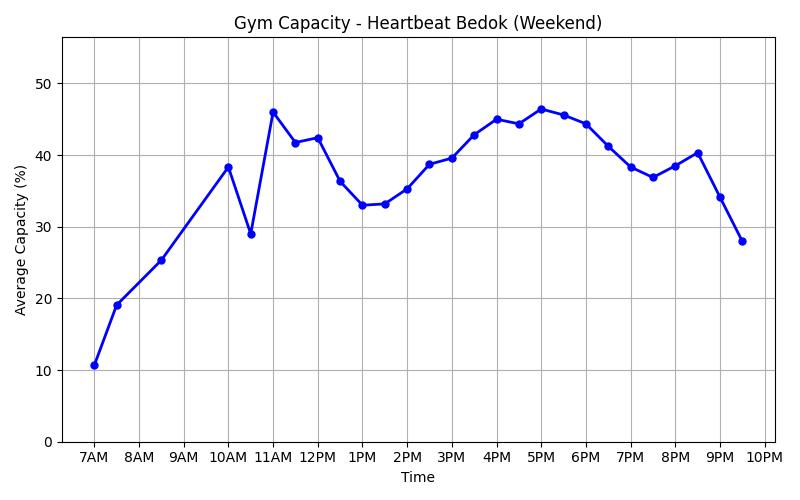 Gym Capacity - Heartbeat Bedok (Weekend)
Average Capacity (%)
50
40
30
20
10
0
7AM 8AM 9AM 10AM 11AM 12PM 1PM 2PM 3PM 4PM 5PM 6PM 7PM 8PM 9PM 10PM
Time